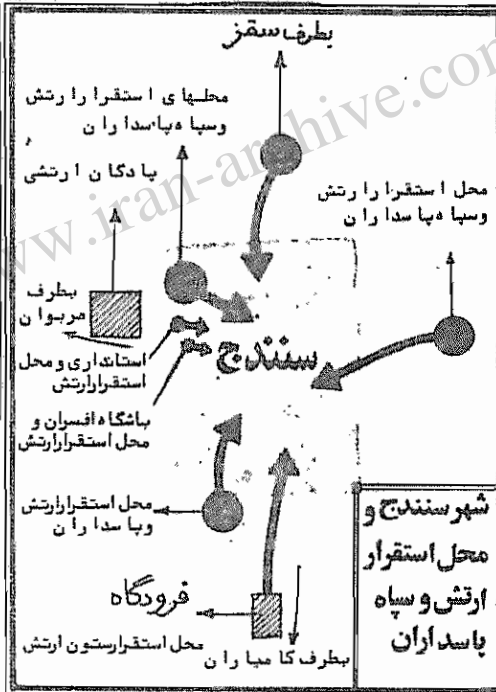 بطرف سقز
محلهای استقرار ارتش
وسپاه پاسداران
پادگان ارتشی
محل استقرار ارتش
وسپاه پاسداران
بطرف
مریوان
سنندج
استانداری و محل
استقرار ارتش
باشگاه افسران و
محل استقرار ارتش
محل استقرار ارتش
وپاسداران
فرودگاه
محل استقرار ستون ارتش
بطرف کامیاران
شهر سنندج و
محل استقرار
ارتش و سپاه
پاسداران
www.iran-archive.com